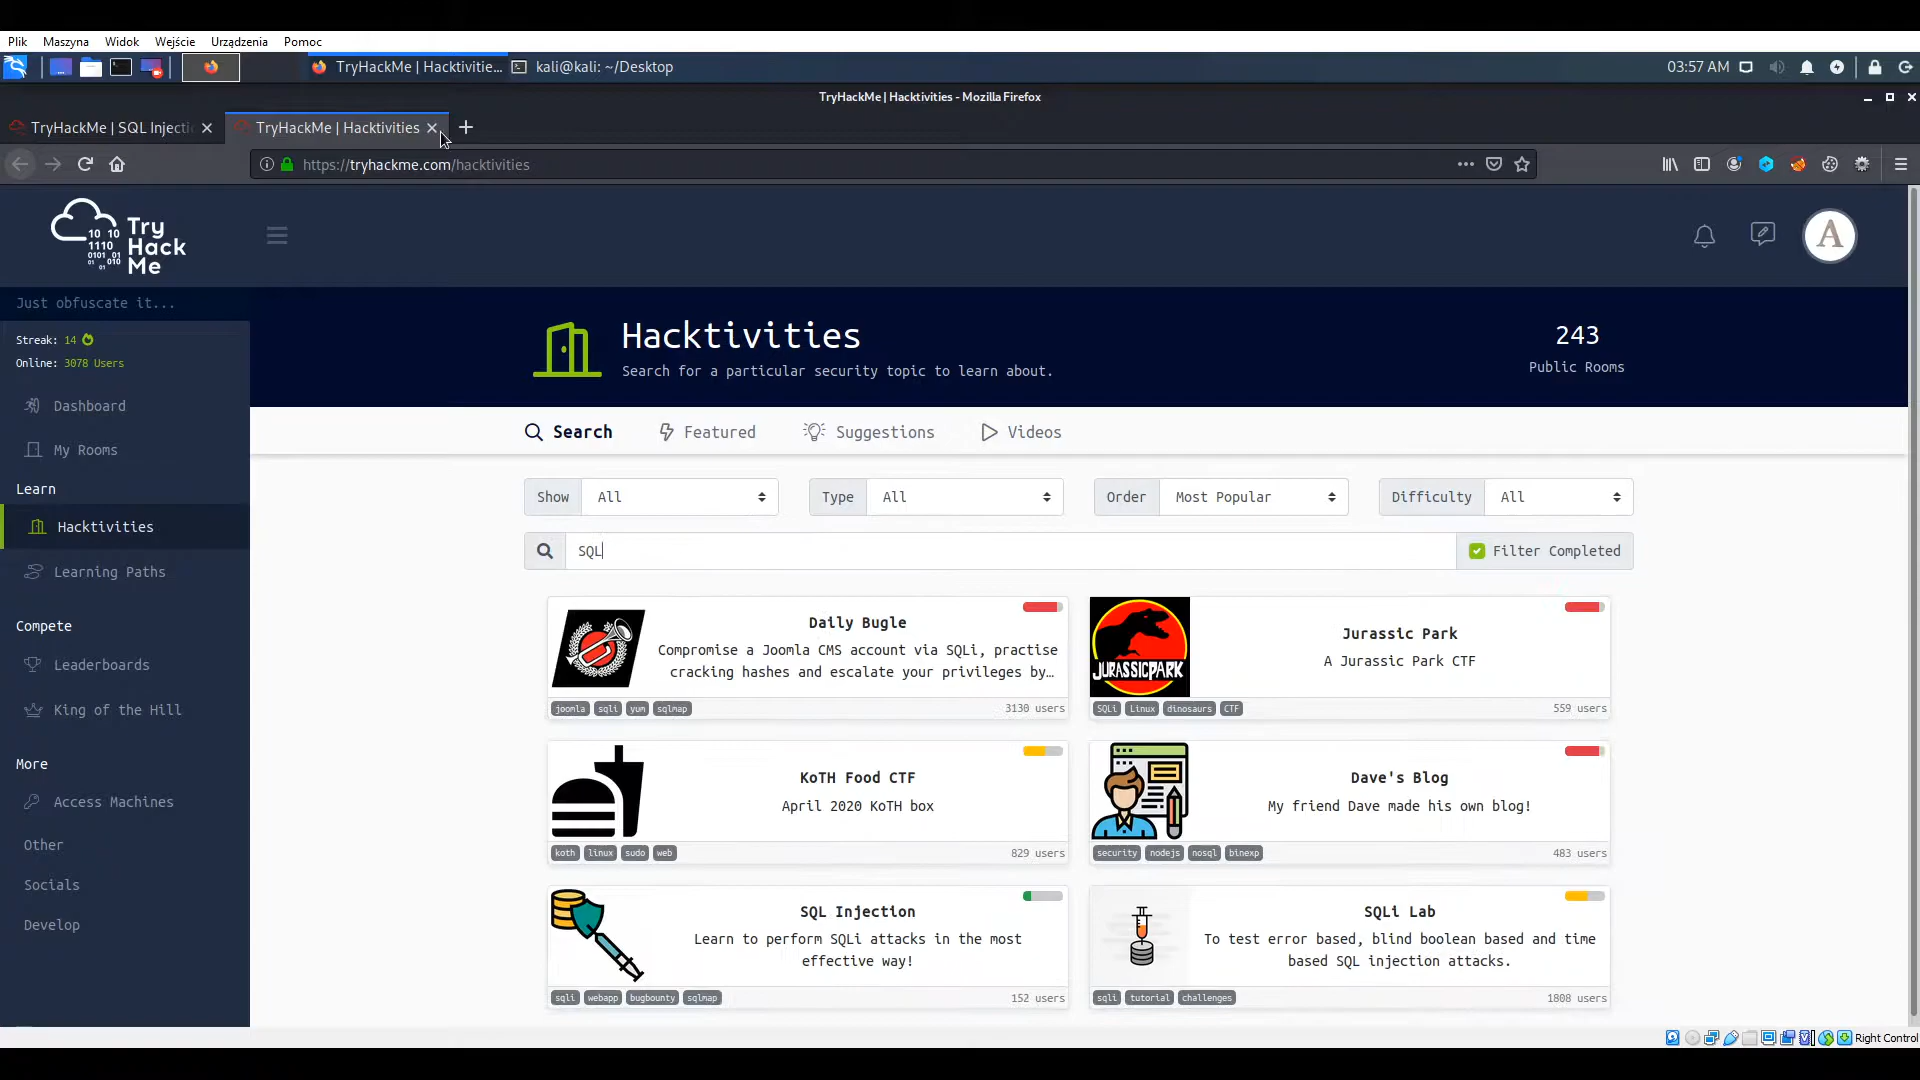 Plik Maszyna Widok Wejście Urządzenia Pomoc
TryHackMe | Hacktivitie... kali@kali: ~/Desktop 03:57 AM
TryHackMe | Hacktivities - Mozilla Firefox
TryHackMe | SQL Injecti TryHackMe | Hacktivities
https://tryhackme.com/hacktivities
10 10
1110
0101 01
01 010
Try
Hack
Me
A
Just obfuscate it...
Streak: 14
Online: 3078 Users
Dashboard
My Rooms
Learn
Hacktivities
Learning Paths
Compete
Leaderboards
King of the Hill
More
Access Machines
Other
Socials
Develop
Hacktivities
Search for a particular security topic to learn about.
243
Public Rooms
Search Featured Suggestions Videos
Show All Type All Order Most Popular Difficulty All
SQL Filter Completed
Daily Bugle
Compromise a Joomla CMS account via SQLi, practise
cracking hashes and escalate your privileges by…
joomla sqli yum sqlmap 3130 users
JURASSIC PARK
Jurassic Park
A Jurassic Park CTF
SQLi Linux dinosaurs CTF 559 users
KoTH Food CTF
April 2020 KoTH box
koth linux sudo web 829 users
Dave's Blog
My friend Dave made his own blog!
security nodejs nosql binexp 483 users
SQL Injection
Learn to perform SQLi attacks in the most
effective way!
sqli webapp bugbounty sqlmap 152 users
SQLi Lab
To test error based, blind boolean based and time
based SQL injection attacks.
sqli tutorial challenges 1808 users
Right Control